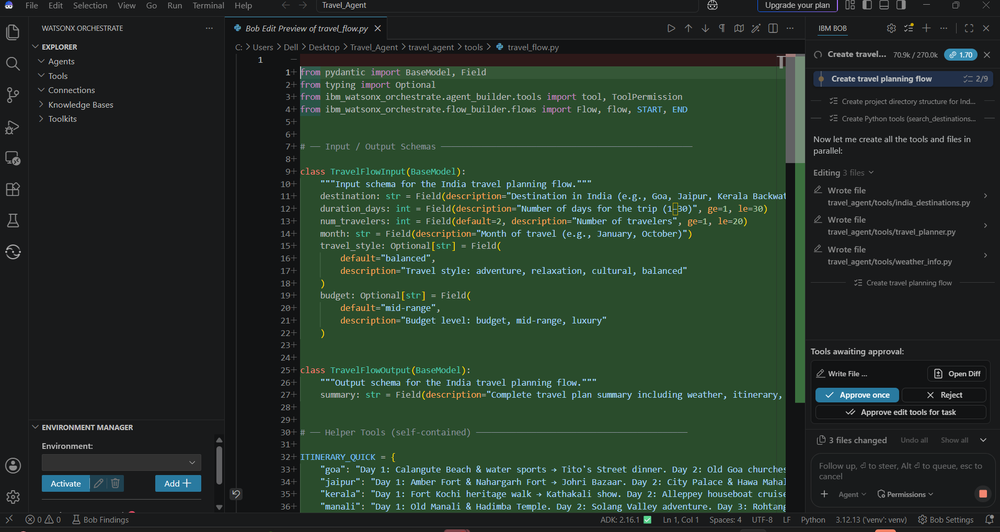 File Edit Selection View Go Run Terminal Help
Travel_Agent
Upgrade your plan
WATSONX ORCHESTRATE
EXPLORER
Agents
Tools
Connections
Knowledge Bases
Toolkits
ENVIRONMENT MANAGER
Environment:
Activate
Add
Bob Edit Preview of travel_flow.py
C: > Users > Dell > Desktop > Travel_Agent > travel_agent > tools > travel_flow.py
1 —
1+ from pydantic import BaseModel, Field
2+ from typing import Optional
3+ from ibm_watsonx_orchestrate.agent_builder.tools import tool, ToolPermission
4+ from ibm_watsonx_orchestrate.flow_builder.flows import Flow, flow, START, END
5+
6+
7+ # —— Input / Output Schemas ——————————
8+
9+ class TravelFlowInput(BaseModel):
10+ """Input schema for the India travel planning flow."""
11+ destination: str = Field(description="Destination in India (e.g., Goa, Jaipur, Kerala Backwat
12+ duration_days: int = Field(description="Number of days for the trip (1–30)", ge=1, le=30)
13+ num_travelers: int = Field(default=2, description="Number of travelers", ge=1, le=20)
14+ month: str = Field(description="Month of travel (e.g., January, October)")
15+ travel_style: Optional[str] = Field(
16+ default="balanced",
17+ description="Travel style: adventure, relaxation, cultural, balanced"
18+ )
19+ budget: Optional[str] = Field(
20+ default="mid-range",
21+ description="Budget level: budget, mid-range, luxury"
22+ )
23+
24+
25+ class TravelFlowOutput(BaseModel):
26+ """Output schema for the India travel planning flow."""
27+ summary: str = Field(description="Complete travel plan summary including weather, itinerary,
28+
29+
30+ # —— Helper Tools (self-contained) ——————————
31+
32+ ITINERARY_QUICK = {
33+ "goa": "Day 1: Calangute Beach & water sports → Tito's Street dinner. Day 2: Old Goa churches
34+ "jaipur": "Day 1: Amber Fort & Nahargarh Fort → Johri Bazaar. Day 2: City Palace & Hawa Mahal
35+ "kerala": "Day 1: Fort Kochi heritage walk → Kathakali show. Day 2: Alleppey houseboat cruise
36+ "manali": "Day 1: Old Manali & Hadimba Temple. Day 2: Solang Valley adventure. Day 3: Rohtang
IBM BOB
Create travel... 70.9k / 270.0k 1.70
Create travel planning flow 2/9
Create project directory structure for Ind...
Create Python tools (search_destinations...
Now let me create all the tools and files in
parallel:
Editing 3 files
Wrote file
travel_agent/tools/india_destinations.py
Wrote file
travel_agent/tools/travel_planner.py
Wrote file
travel_agent/tools/weather_info.py
Create travel planning flow
Tools awaiting approval:
Write File ... Open Diff
Approve once Reject
Approve edit tools for task
3 files changed Undo all Show all
Follow up, ⏎ to steer, Alt ⏎ to queue, esc to
cancel
Agent Permissions
0 0 Bob Findings ADK: 2.16.1 ✅ Ln 1, Col 1 Spaces: 4 UTF-8 LF Python 3.12.13 ('venv': venv) Bob Settings